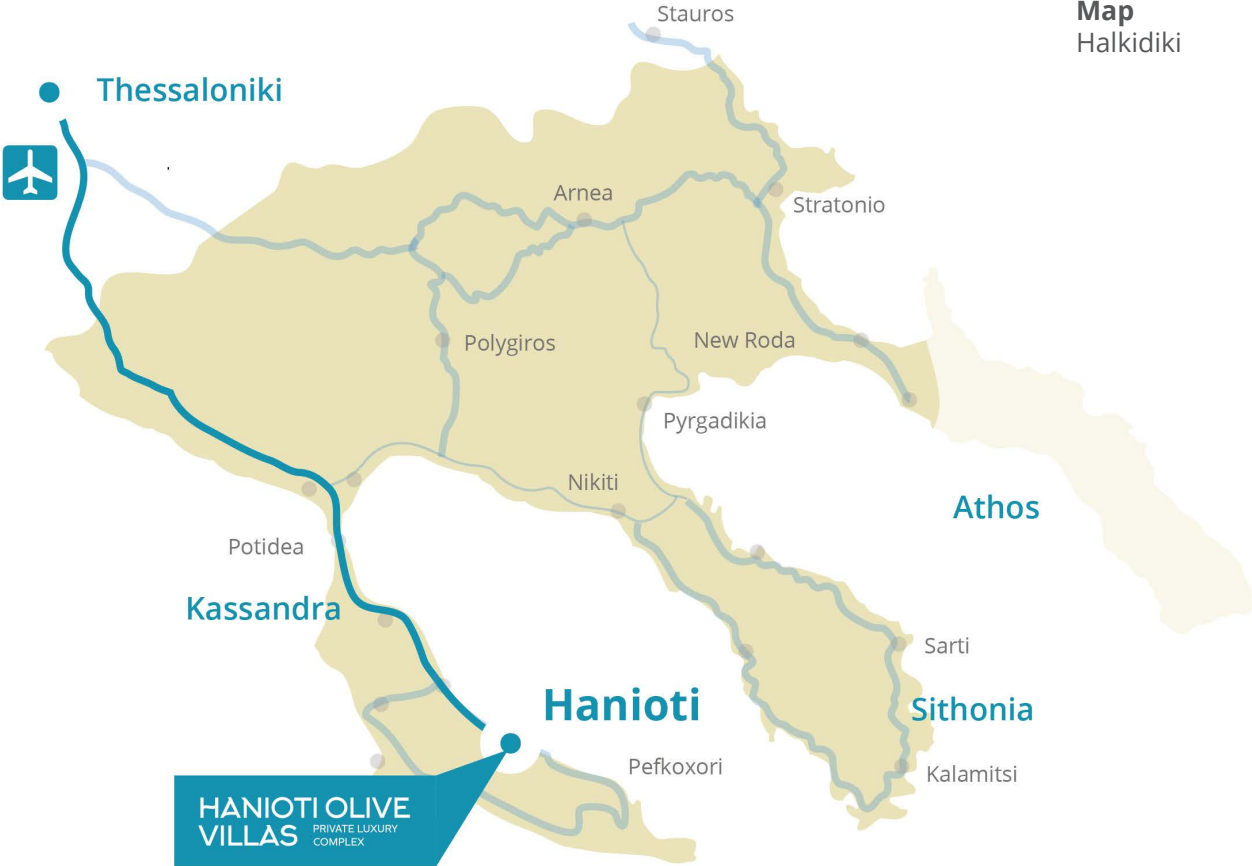 Map
Halkidiki
Stauros
Thessaloniki
Arnea
Stratonio
Polygiros
New Roda
Pyrgadikia
Nikiti
Athos
Potidea
Kassandra
Sarti
Hanioti
Sithonia
Pefkoxori
Kalamitsi
HANIOTI OLIVE
VILLAS PRIVATE LUXURY
COMPLEX